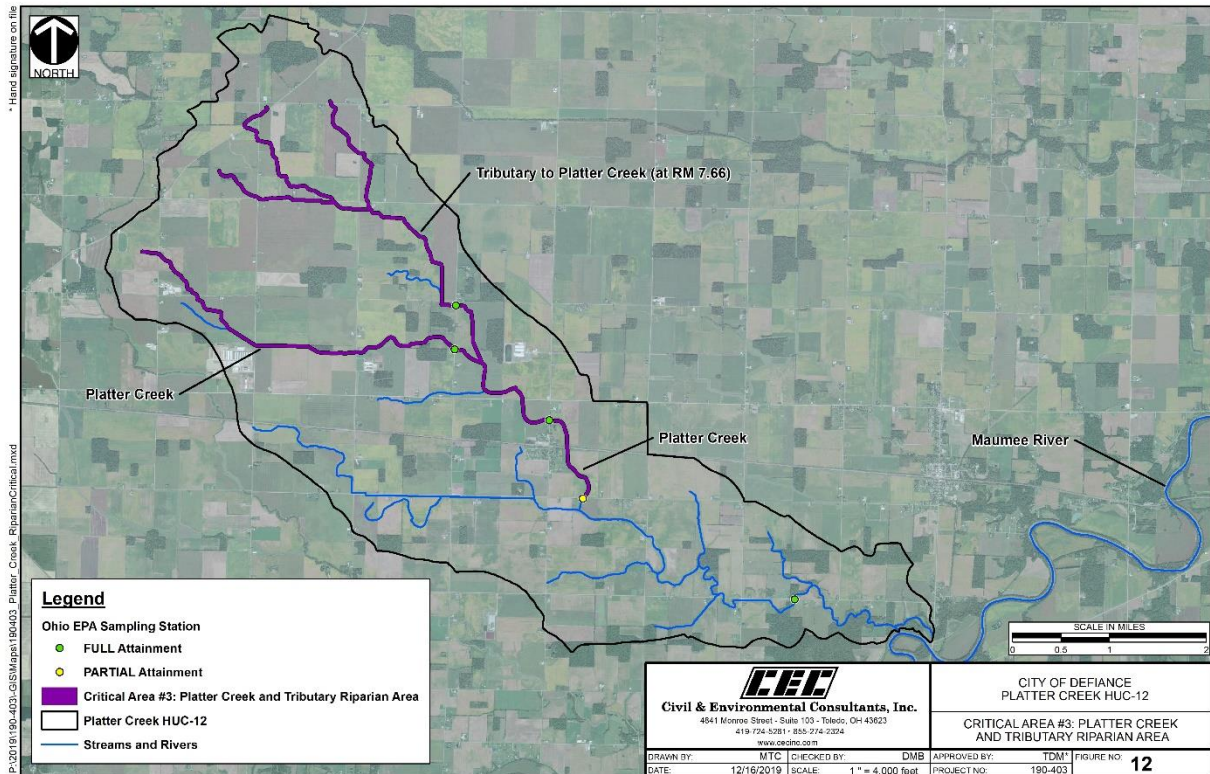 * Hand signature on file
NORTH
Tributary to Platter Creek (at RM 7.66)
Platter Creek
Platter Creek
Maumee River
P:\2019\190-403\-GIS\Maps\190403_Platter_Creek_RiparianCritical.mxd
Legend
Ohio EPA Sampling Station
FULL Attainment
PARTIAL Attainment
Critical Area #3: Platter Creek and Tributary Riparian Area
Platter Creek HUC-12
Streams and Rivers
SCALE IN MILES
0 0.5 1 2
CEC
Civil & Environmental Consultants, Inc.
4841 Monroe Street - Suite 103 - Toledo, OH 43623
419-724-5281 · 855-274-2324
www.cecinc.com
CITY OF DEFIANCE
PLATTER CREEK HUC-12
CRITICAL AREA #3: PLATTER CREEK
AND TRIBUTARY RIPARIAN AREA
DRAWN BY: MTC CHECKED BY: DMB APPROVED BY: TDM* FIGURE NO: 12
DATE: 12/16/2019 SCALE: 1 " = 4,000 feet PROJECT NO: 190-403